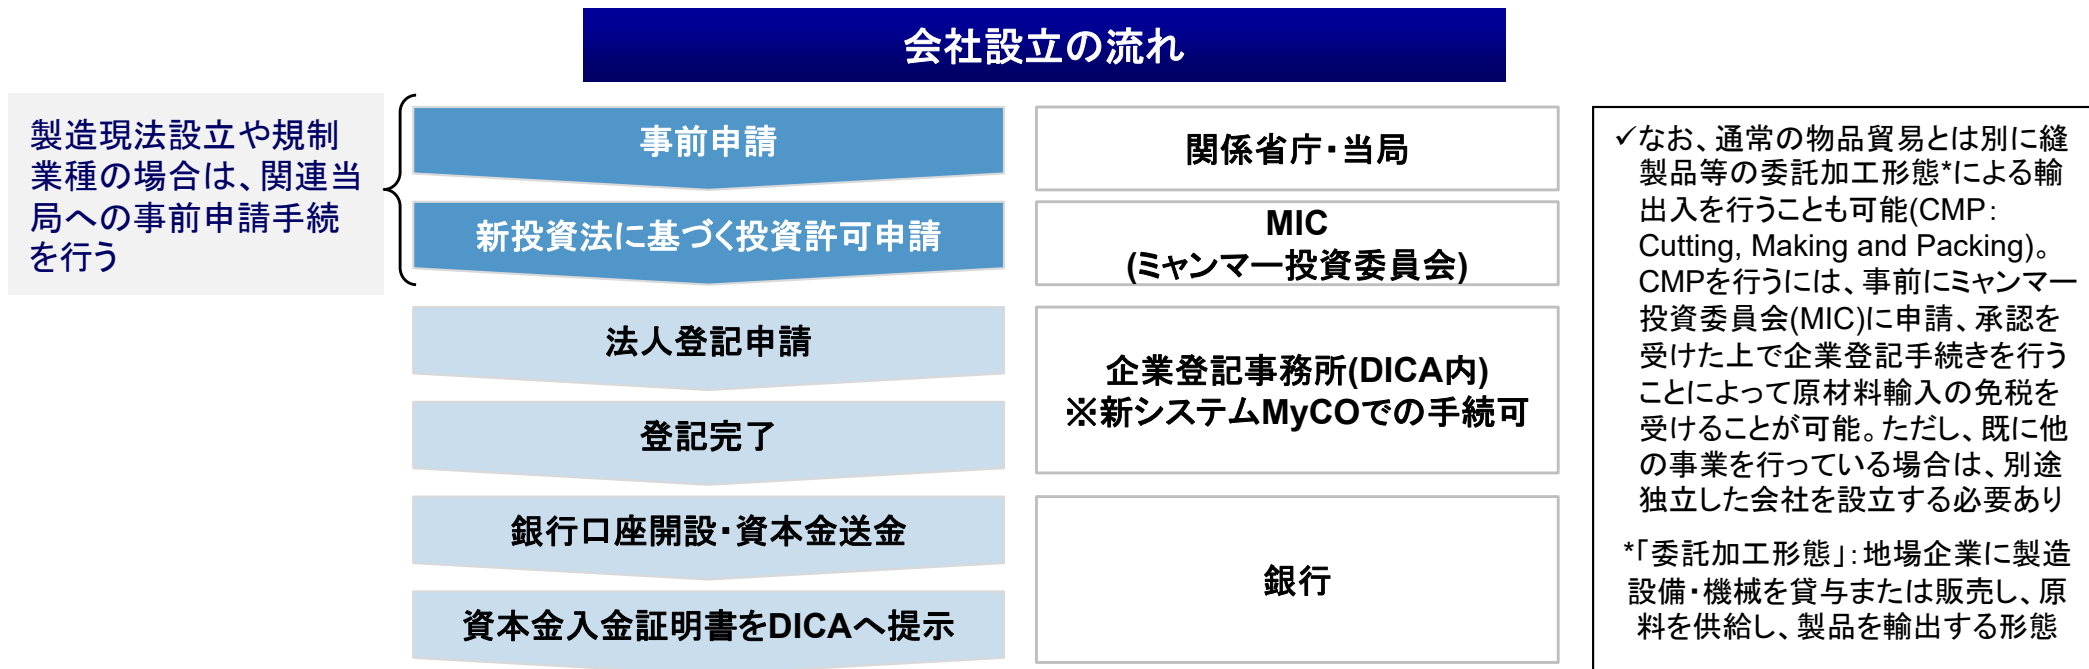 会社設立の流れ
製造現法設立や規制
業種の場合は、関連当
局への事前申請手続
を行う
事前申請
関係省庁・当局
新投資法に基づく投資許可申請
MIC
(ミャンマー投資委員会)
法人登記申請
登記完了
企業登記事務所(DICA内)
※新システムMyCOでの手続可
銀行口座開設・資本金送金
資本金入金証明書をDICAへ提示
銀行
✓なお、通常の物品貿易とは別に縫
製品等の委託加工形態*による輸
出入を行うことも可能(CMP：
Cutting, Making and Packing)。
CMPを行うには、事前にミャンマー
投資委員会(MIC)に申請、承認を
受けた上で企業登記手続きを行う
ことによって原材料輸入の免税を
受けることが可能。ただし、既に他
の事業を行っている場合は、別途
独立した会社を設立する必要あり
*「委託加工形態」：地場企業に製造
設備・機械を貸与または販売し、原
料を供給し、製品を輸出する形態